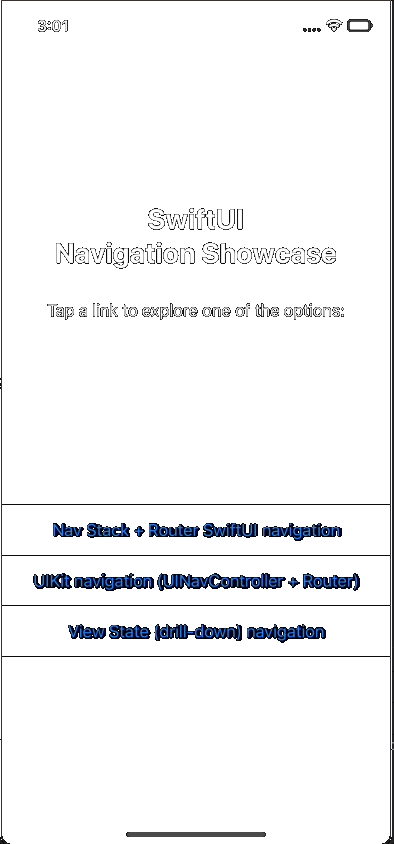 3:01
SwiftUI
Navigation Showcase
Tap a link to explore one of the options:
Nav Stack + Router SwiftUI navigation
UIKit navigation (UINavController + Router)
View State (drill-down) navigation